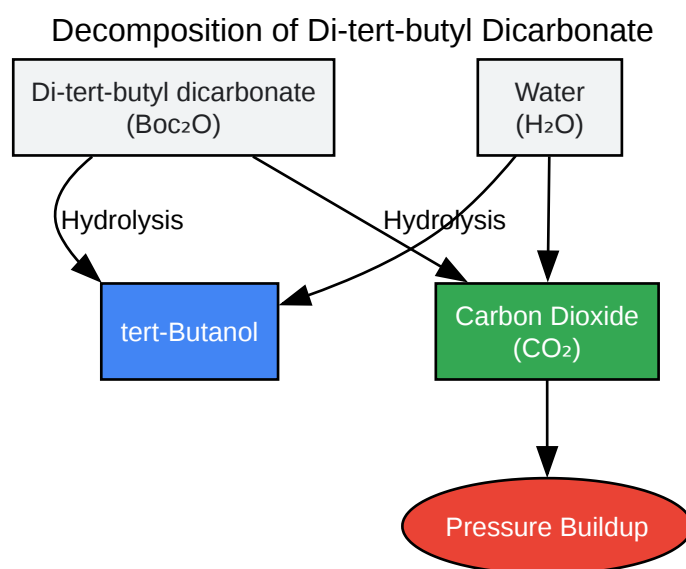 Decomposition of Di-tert-butyl Dicarbonate
Di-tert-butyl dicarbonate
(Boc₂O)
Water
(H₂O)
Hydrolysis
Hydrolysis
tert-Butanol
Carbon Dioxide
(CO₂)
Pressure Buildup